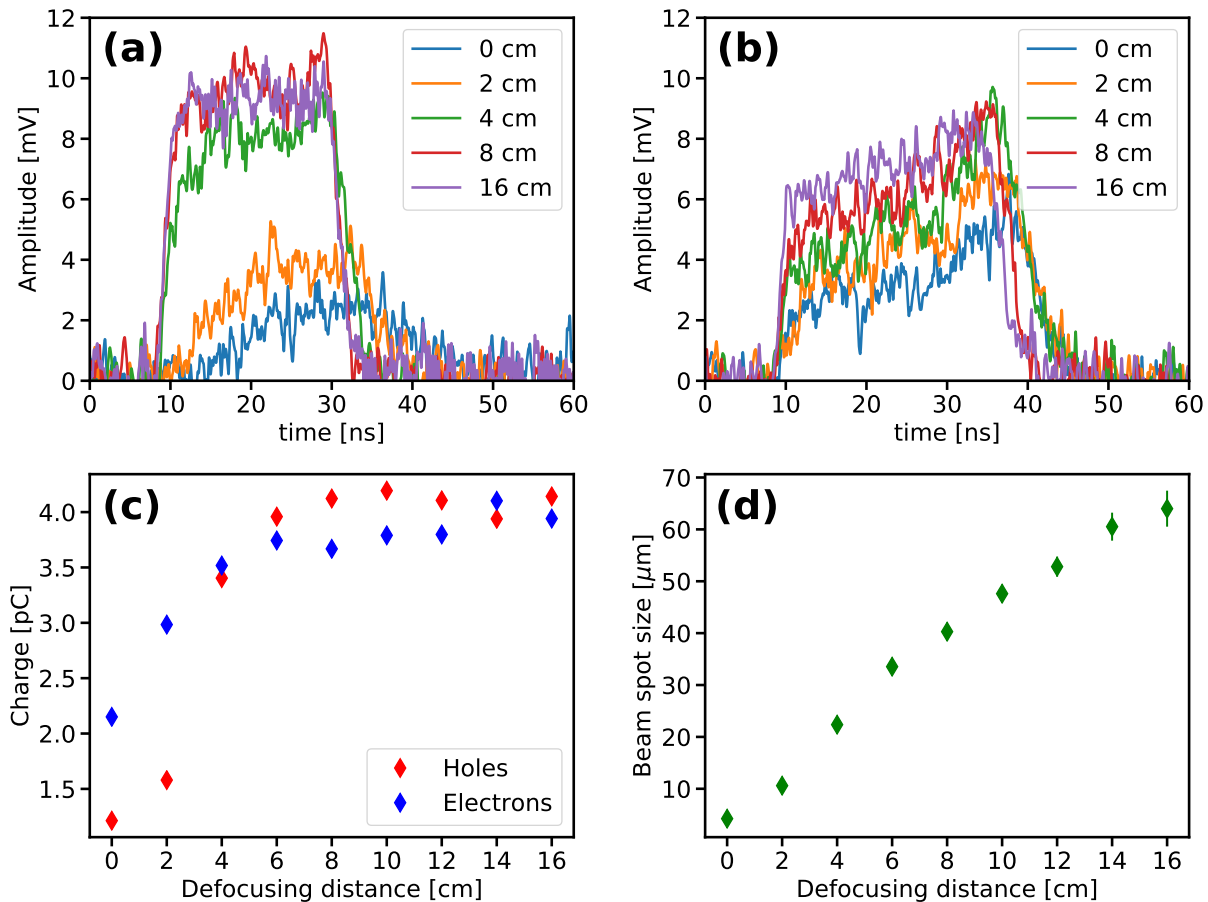 (a)
Amplitude [mV]
12
10
8
6
4
2
0
0 cm
2 cm
4 cm
8 cm
16 cm
0 10 20 30 40 50 60
time [ns]
(b)
Amplitude [mV]
12
10
8
6
4
2
0
0 cm
2 cm
4 cm
8 cm
16 cm
0 10 20 30 40 50 60
time [ns]
(c)
Charge [pC]
4.0
3.5
3.0
2.5
2.0
1.5
Holes
Electrons
0 2 4 6 8 10 12 14 16
Defocusing distance [cm]
(d)
Beam spot size [μm]
70
60
50
40
30
20
10
0 2 4 6 8 10 12 14 16
Defocusing distance [cm]